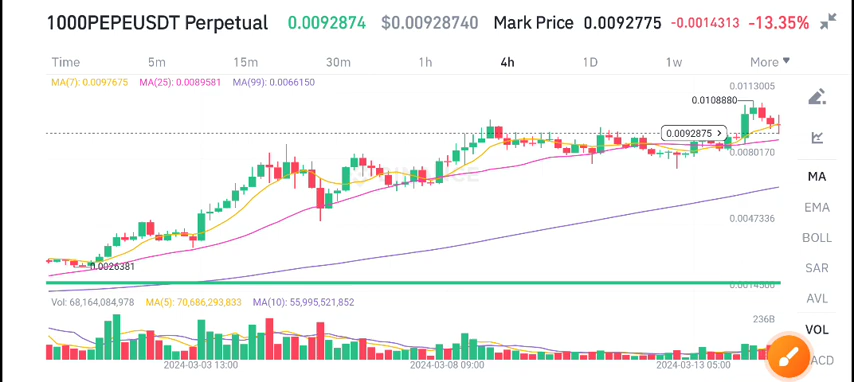 1000PEPEUSDT Perpetual 0.0092874 $0.00928740 Mark Price 0.0092775 -0.0014313 -13.35%
Time 5m 15m 30m 1h 4h 1D 1w More
MA(7): 0.0097675 MA(25): 0.0089581 MA(99): 0.0066150
0.0113005
0.0108880
0.0092875
0.0080170
MA
EMA
0.0047336
BOLL
0.0026381
SAR
Vol: 68,164,084,978 MA(5): 70,686,293,833 MA(10): 55,995,521,852
AVL
236B
VOL
2024-03-03 13:00 2024-03-08 09:00 2024-03-13 05:00